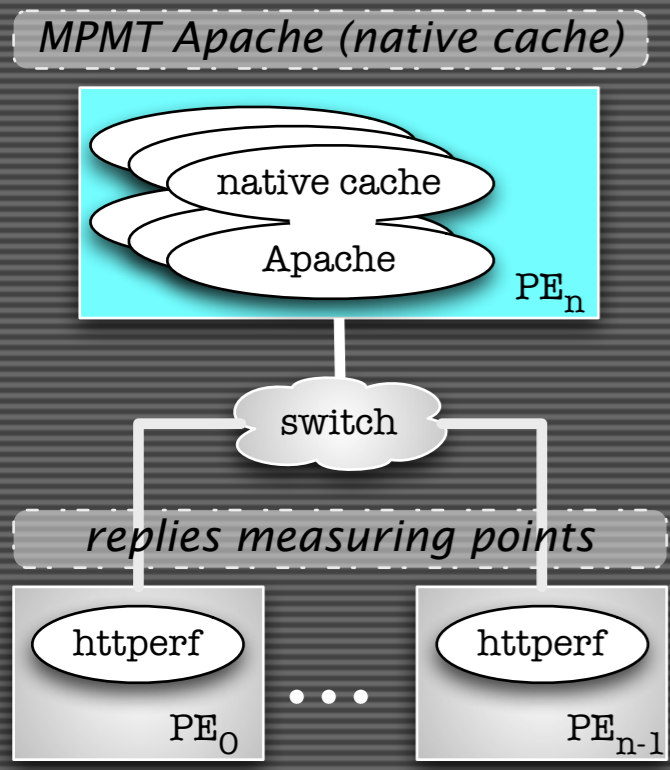 MPMT Apache (native cache)
native cache
Apache
PEn
switch
replies measuring points
httperf
httperf
...
PE0
PEn-1